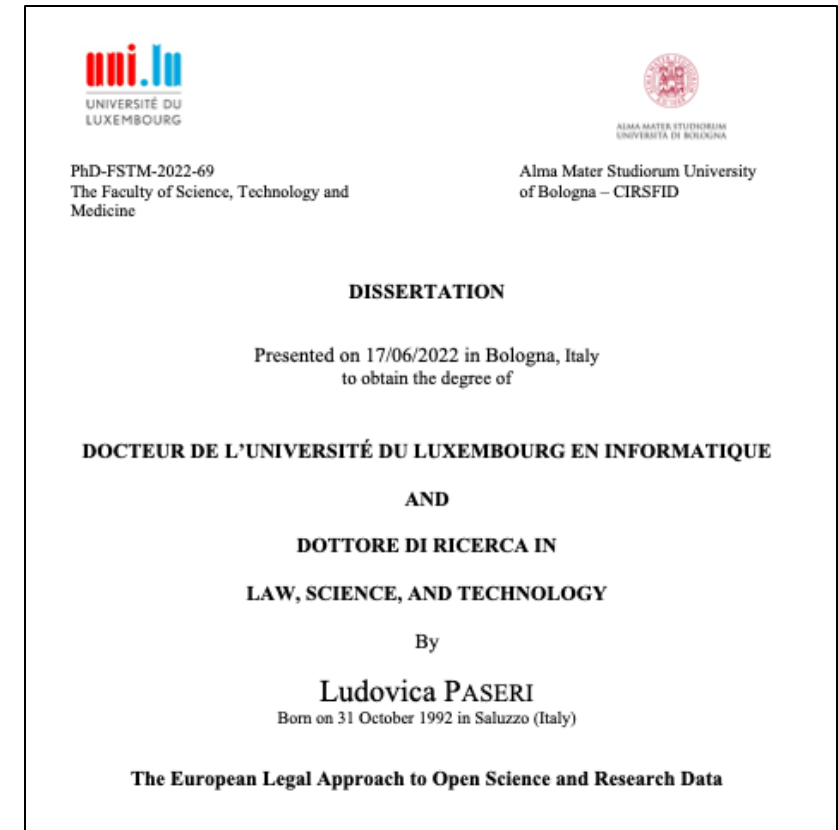 uni.lu
UNIVERSITÉ DU
LUXEMBOURG
ALMA MATER STUDIORUM
UNIVERSITÀ DI BOLOGNA
PhD-FSTM-2022-69
The Faculty of Science, Technology and
Medicine
Alma Mater Studiorum University
of Bologna – CIRSFID
DISSERTATION
Presented on 17/06/2022 in Bologna, Italy
to obtain the degree of
DOCTEUR DE L’UNIVERSITÉ DU LUXEMBOURG EN INFORMATIQUE
AND
DOTTORE DI RICERCA IN
LAW, SCIENCE, AND TECHNOLOGY
By
Ludovica PASERI
Born on 31 October 1992 in Saluzzo (Italy)
The European Legal Approach to Open Science and Research Data